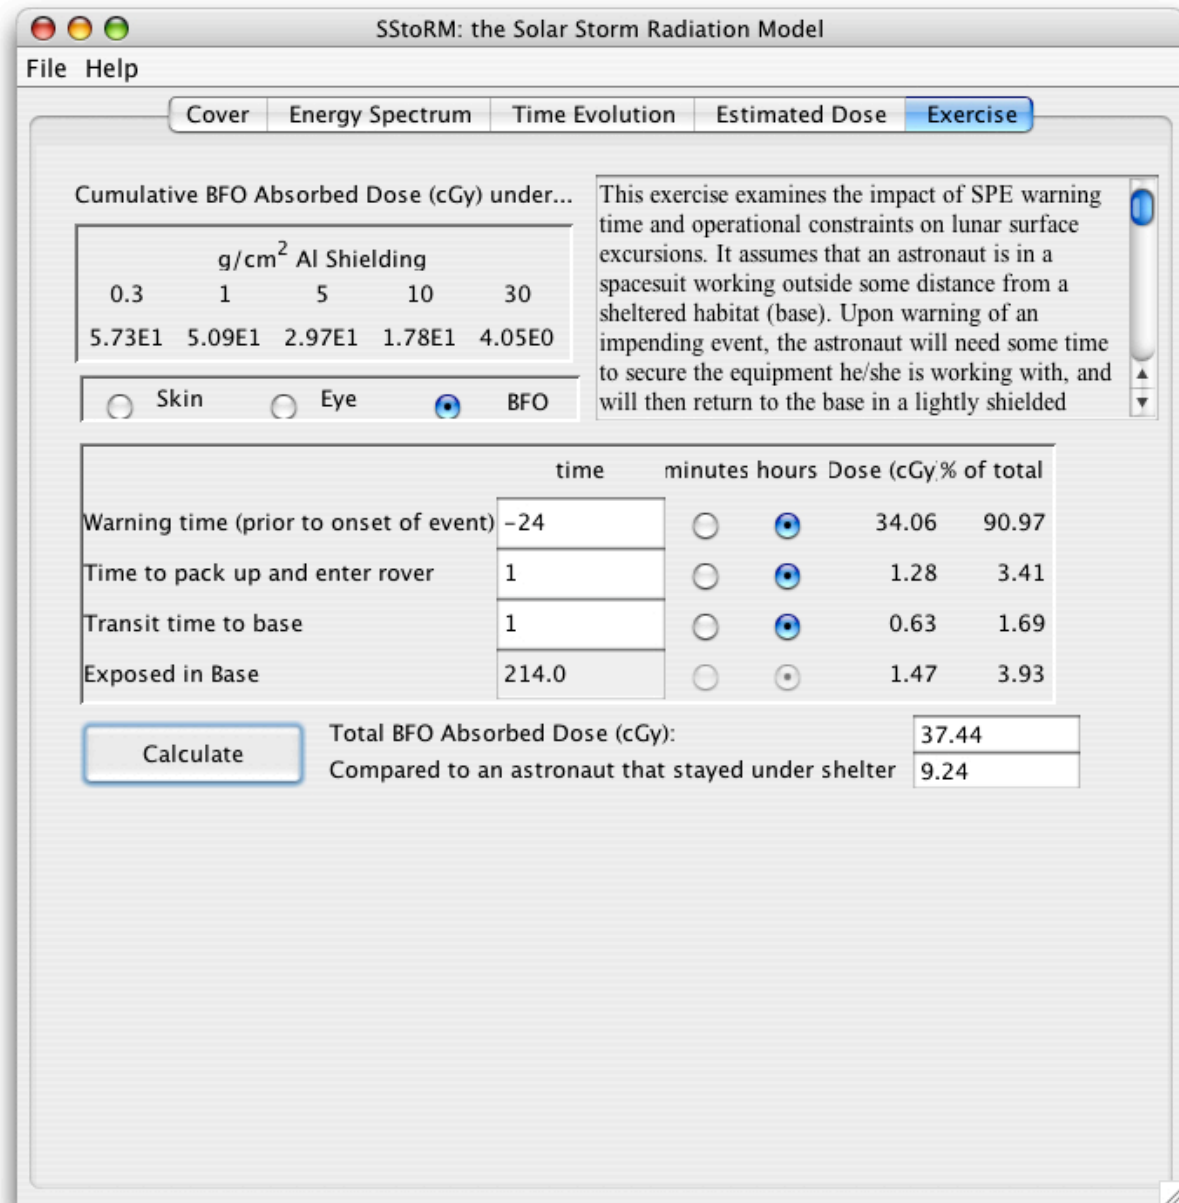 SStoRM: the Solar Storm Radiation Model
File Help
Cover Energy Spectrum Time Evolution Estimated Dose Exercise
Cumulative BFO Absorbed Dose (cGy) under...
g/cm2 Al Shielding
0.3 1 5 10 30
5.73E1 5.09E1 2.97E1 1.78E1 4.05E0
Skin Eye BFO
This exercise examines the impact of SPE warning
time and operational constraints on lunar surface
excursions. It assumes that an astronaut is in a
spacesuit working outside some distance from a
sheltered habitat (base). Upon warning of an
impending event, the astronaut will need some time
to secure the equipment he/she is working with, and
will then return to the base in a lightly shielded
time minutes hours Dose (cGy) % of total
Warning time (prior to onset of event) -24 34.06 90.97
Time to pack up and enter rover 1 1.28 3.41
Transit time to base 1 0.63 1.69
Exposed in Base 214.0 1.47 3.93
Calculate
Total BFO Absorbed Dose (cGy): 37.44
Compared to an astronaut that stayed under shelter 9.24